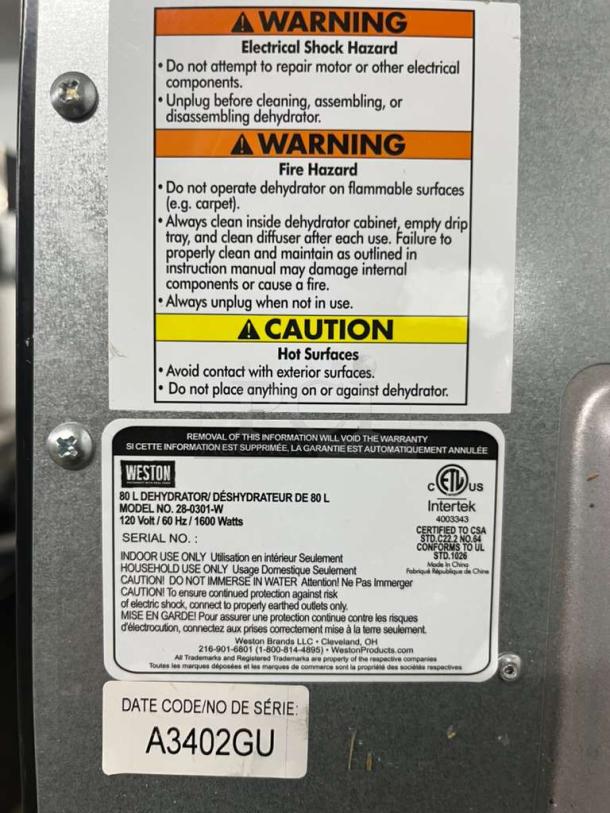 WARNING
Electrical Shock Hazard
• Do not attempt to repair motor or other electrical
components.
• Unplug before cleaning, assembling, or
disassembling dehydrator.
WARNING
Fire Hazard
• Do not operate dehydrator on flammable surfaces
(e.g. carpet).
• Always clean inside dehydrator cabinet, empty drip
tray, and clean diffuser after each use. Failure to
properly clean and maintain as outlined in
instruction manual may damage internal
components or cause a fire.
• Always unplug when not in use.
CAUTION
Hot Surfaces
• Avoid contact with exterior surfaces.
• Do not place anything on or against dehydrator.
REMOVAL OF THIS INFORMATION WILL VOID THE WARRANTY
SI CETTE INFORMATION EST SUPPRIMÉE, LA GARANTIE EST AUTOMATIQUEMENT ANNULÉE
WESTON
80 L DEHYDRATOR/ DÉSHYDRATEUR DE 80 L
MODEL NO. 28-0301-W
120 Volt / 60 Hz / 1600 Watts
SERIAL NO. :
C ETL US
Intertek
4003343
CERTIFIED TO CSA
STD.C22.2 NO.64
CONFORMS TO UL
STD.1026
Made in China
Fabriqué République de Chine
INDOOR USE ONLY Utilisation en intérieur Seulement
HOUSEHOLD USE ONLY Usage Domestique Seulement
CAUTION! DO NOT IMMERSE IN WATER Attention! Ne Pas Immerger
CAUTION! To ensure continued protection against risk
of electric shock, connect to properly earthed outlets only.
MISE EN GARDE! Pour assurer une protection continue contre les risques
d'électrocution, connectez aux prises correctement mise à la terre seulement.
Weston Brands LLC • Cleveland, OH
216-901-6801 (1-800-814-4895) • WestonProducts.com
All Trademarks and Registered Trademarks are property of the respective companies
Toutes les marques déposées et les marques de commerce sont la propriété des sociétés respectives
DATE CODE/NO DE SÉRIE:
A3402GU